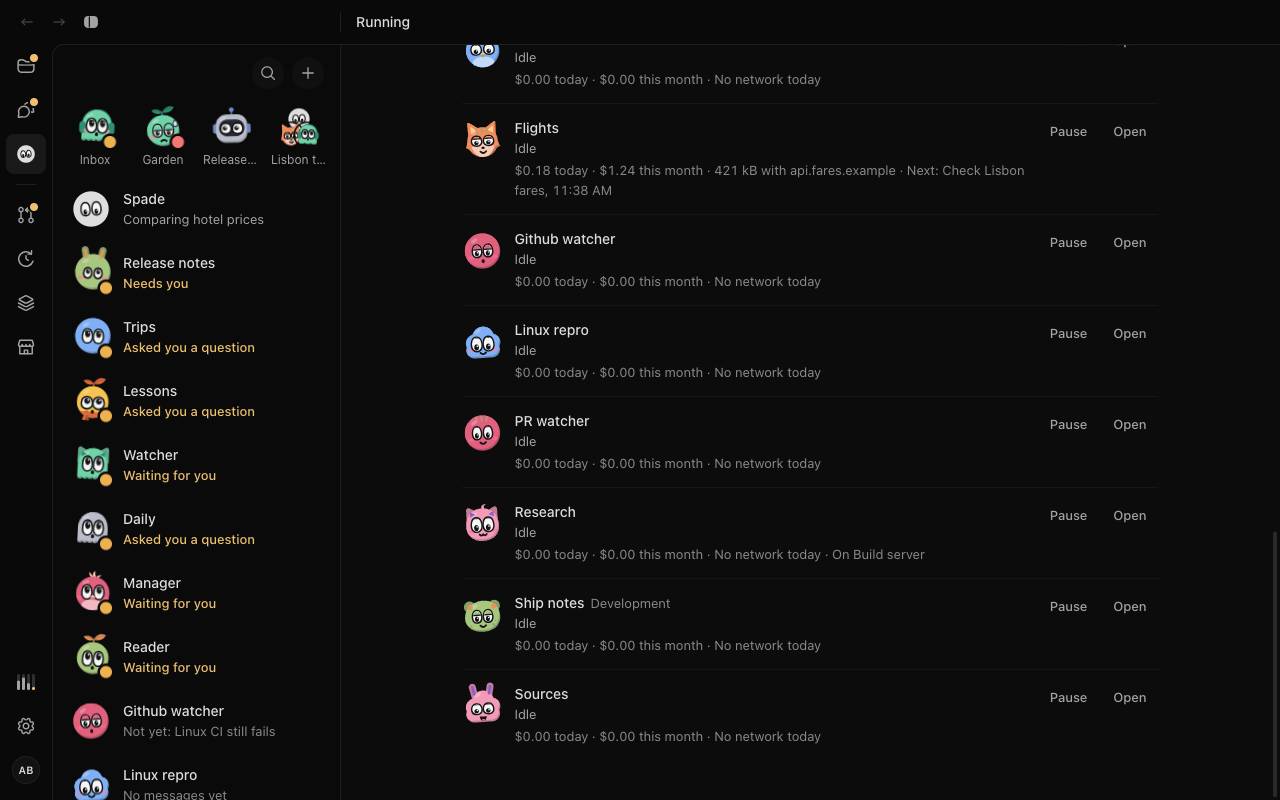 Running
Inbox
Garden
Release...
Lisbon t...
Spade
Comparing hotel prices
Release notes
Needs you
Trips
Asked you a question
Lessons
Asked you a question
Watcher
Waiting for you
Daily
Asked you a question
Manager
Waiting for you
Reader
Waiting for you
Github watcher
Not yet: Linux CI still fails
Linux repro
No messages yet
AB
Idle
$0.00 today · $0.00 this month · No network today
Flights
Pause Open
Idle
$0.18 today · $1.24 this month · 421 kB with api.fares.example · Next: Check Lisbon
fares, 11:38 AM
Github watcher
Pause Open
Idle
$0.00 today · $0.00 this month · No network today
Linux repro
Pause Open
Idle
$0.00 today · $0.00 this month · No network today
PR watcher
Pause Open
Idle
$0.00 today · $0.00 this month · No network today
Research
Pause Open
Idle
$0.00 today · $0.00 this month · No network today · On Build server
Ship notes Development
Pause Open
Idle
$0.00 today · $0.00 this month · No network today
Sources
Pause Open
Idle
$0.00 today · $0.00 this month · No network today